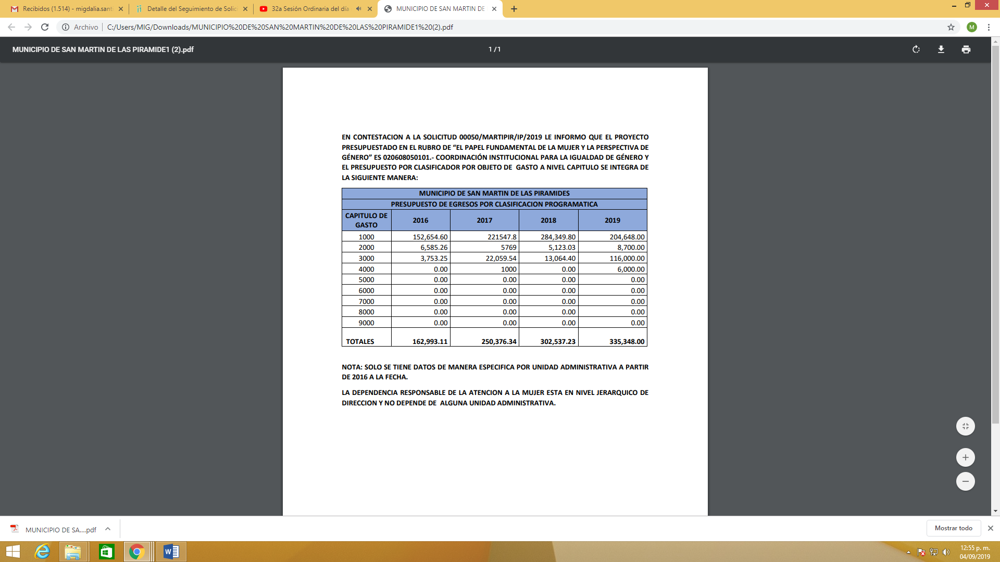 Recibidos (1.514) - migdalia.sant
Detalle del Seguimiento de Solici
32a Sesión Ordinaria del día
MUNICIPIO DE SAN MARTIN DE
Archivo
C:/Users/MIG/Downloads/MUNICIPIO%20DE%20SAN%20MARTIN%20DE%20LAS%20PIRAMIDE1%20(2).pdf
M
MUNICIPIO DE SAN MARTIN DE LAS PIRAMIDE1 (2).pdf
1 / 1
EN CONTESTACION A LA SOLICITUD 00050/MARTIPIR/IP/2019 LE INFORMO QUE EL PROYECTO
PRESUPUESTADO EN EL RUBRO DE “EL PAPEL FUNDAMENTAL DE LA MUJER Y LA PERSPECTIVA DE
GÉNERO” ES 020608050101.- COORDINACIÓN INSTITUCIONAL PARA LA IGUALDAD DE GÉNERO Y
EL PRESUPUESTO POR CLASIFICADOR POR OBJETO DE GASTO A NIVEL CAPITULO SE INTEGRA DE
LA SIGUIENTE MANERA:
MUNICIPIO DE SAN MARTIN DE LAS PIRAMIDES
PRESUPUESTO DE EGRESOS POR CLASIFICACION PROGRAMATICA
CAPITULO DE
GASTO
2016 2017 2018 2019
1000 152,654.60 221547.8 284,349.80 204,648.00
2000 6,585.26 5769 5,123.03 8,700.00
3000 3,753.25 22,059.54 13,064.40 116,000.00
4000 0.00 1000 0.00 6,000.00
5000 0.00 0.00 0.00 0.00
6000 0.00 0.00 0.00 0.00
7000 0.00 0.00 0.00 0.00
8000 0.00 0.00 0.00 0.00
9000 0.00 0.00 0.00 0.00
TOTALES 162,993.11 250,376.34 302,537.23 335,348.00
NOTA: SOLO SE TIENE DATOS DE MANERA ESPECIFICA POR UNIDAD ADMINISTRATIVA A PARTIR
DE 2016 A LA FECHA.
LA DEPENDENCIA RESPONSABLE DE LA ATENCION A LA MUJER ESTA EN NIVEL JERARQUICO DE
DIRECCION Y NO DEPENDE DE ALGUNA UNIDAD ADMINISTRATIVA.
MUNICIPIO DE SA....pdf
Mostrar todo
12:55 p. m.
04/09/2019